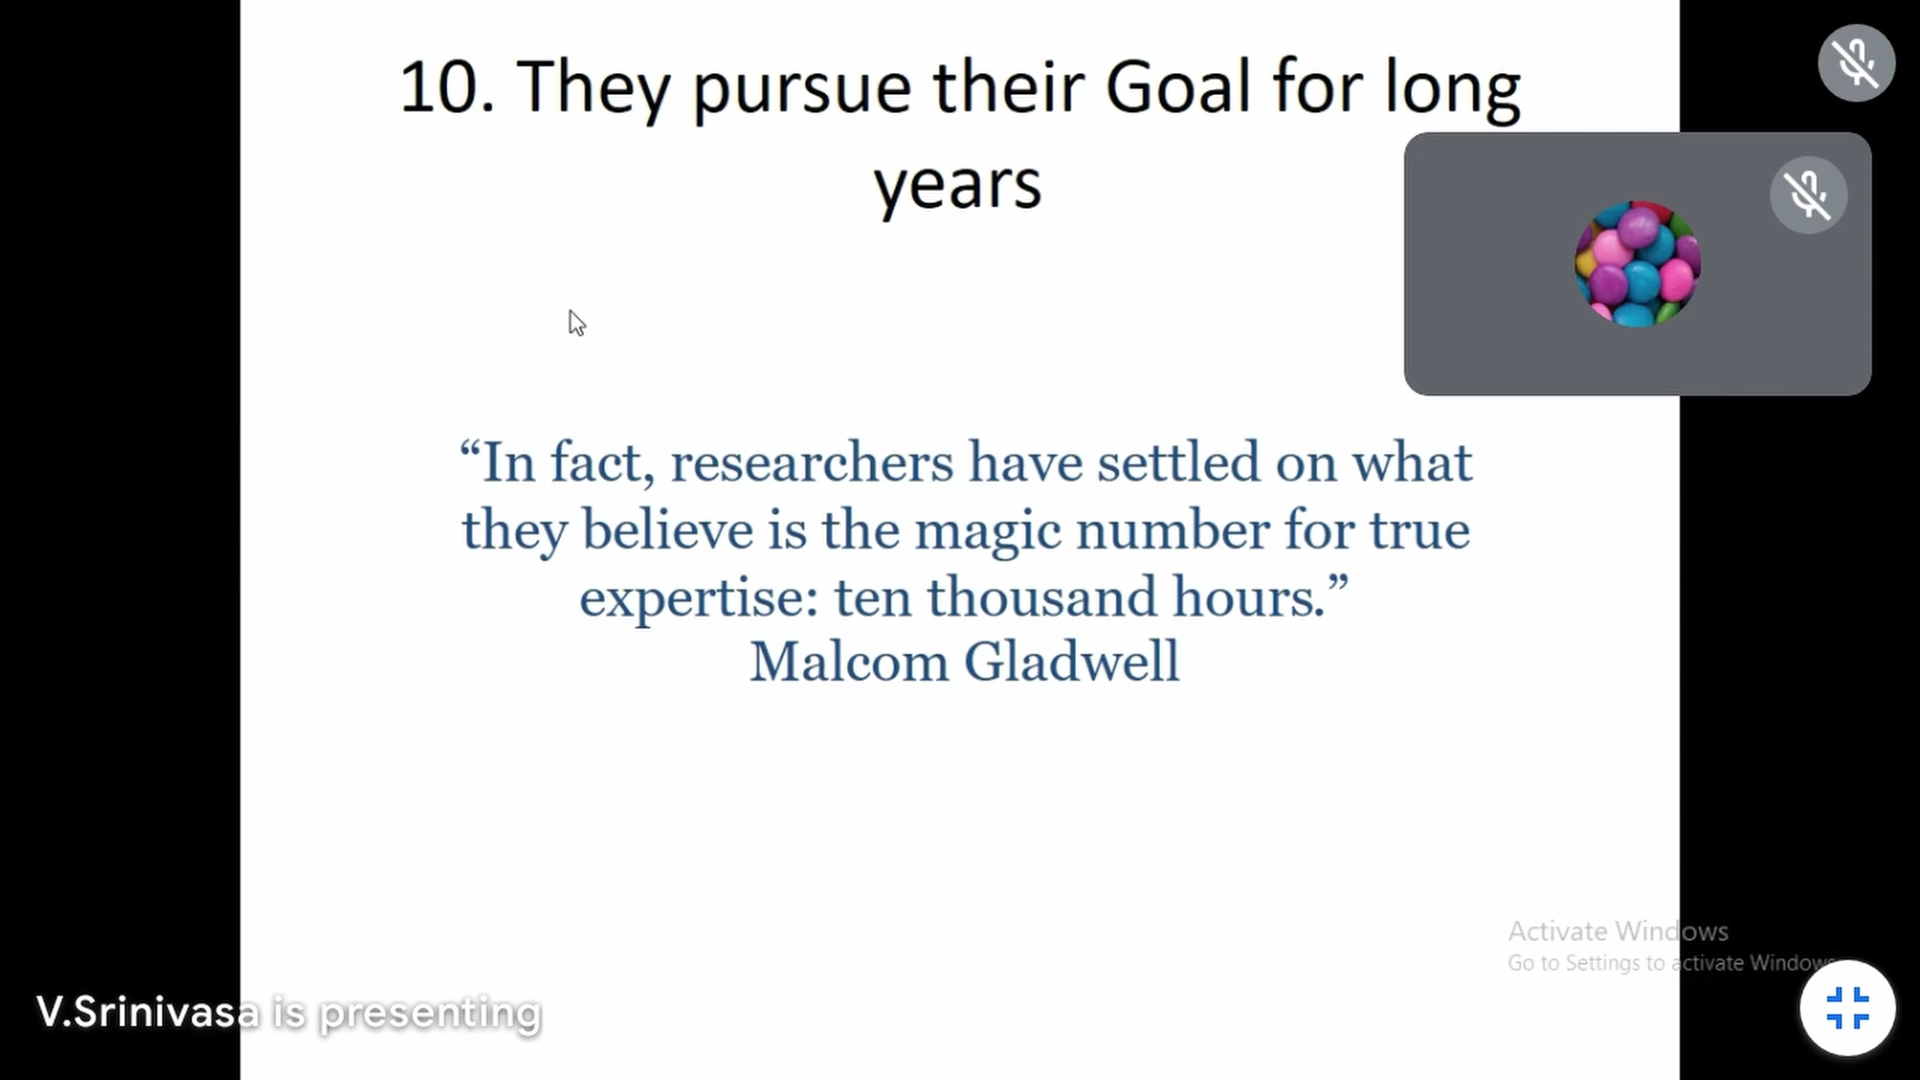 10. They pursue their Goal for long
years
“In fact, researchers have settled on what
they believe is the magic number for true
expertise: ten thousand hours.”
Malcom Gladwell
Activate Windows
Go to Settings to activate Windows
V.Srinivasa is presenting